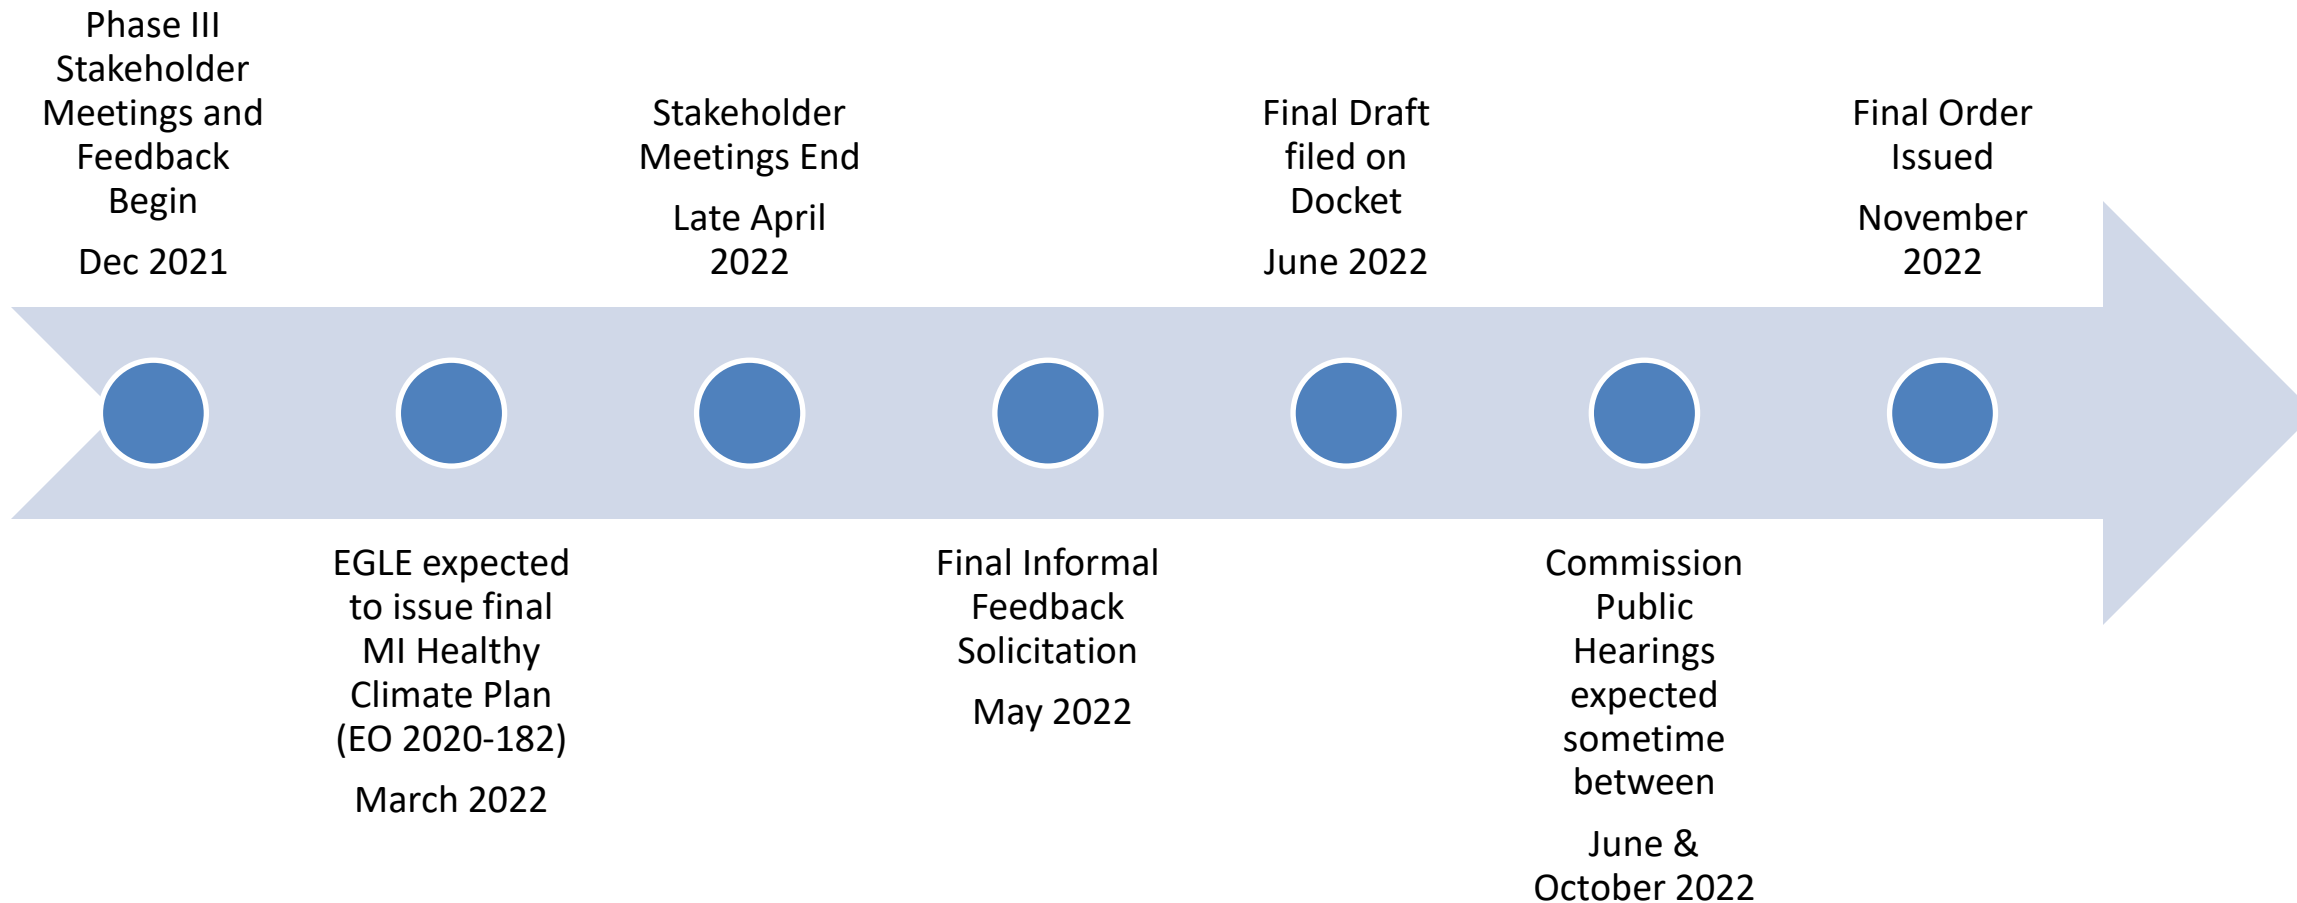 Phase III
Stakeholder
Meetings and
Feedback
Begin
Dec 2021
EGLE expected
to issue final
MI Healthy
Climate Plan
(EO 2020-182)
March 2022
Stakeholder
Meetings End
Late April
2022
Final Informal
Feedback
Solicitation
May 2022
Final Draft
filed on
Docket
June 2022
Commission
Public
Hearings
expected
sometime
between
June &
October 2022
Final Order
Issued
November
2022